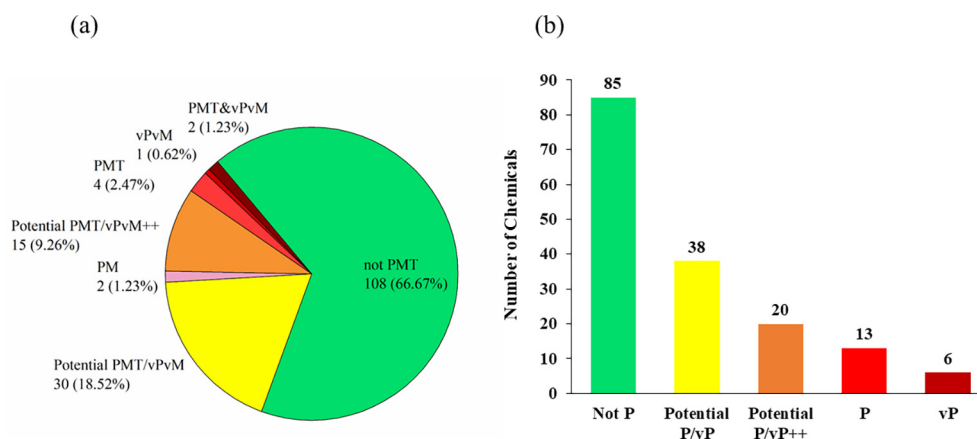 (a)
PMT&vPvM
2 (1.23%)
vPvM
1 (0.62%)
PMT
4 (2.47%)
Potential PMT/vPvM++
15 (9.26%)
PM
2 (1.23%)
Potential PMT/vPvM
30 (18.52%)
not PMT
108 (66.67%)
(b)
Number of Chemicals
90
80
70
60
50
40
30
20
10
0
85
38
20
13
6
Not P
Potential
P/vP
Potential
P/vP++
P
vP